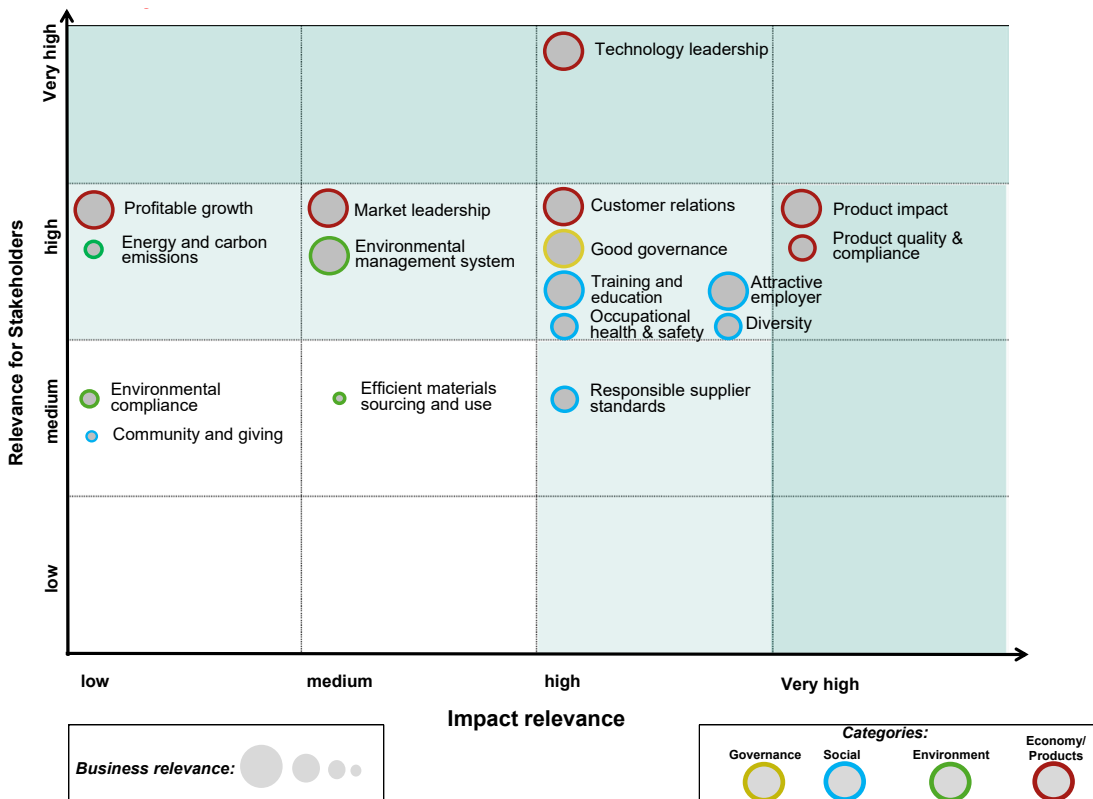 Very high
high
medium
low
Relevance for Stakeholders
Technology leadership
Profitable growth
Energy and carbon
emissions
Market leadership
Environmental
management system
Customer relations
Good governance
Training and
education
Occupational
health & safety
Attractive
employer
Diversity
Product impact
Product quality &
compliance
Environmental
compliance
Community and giving
Efficient materials
sourcing and use
Responsible supplier
standards
low
medium
high
Very high
Impact relevance
Business relevance:
Categories:
Governance
Social
Environment
Economy/
Products